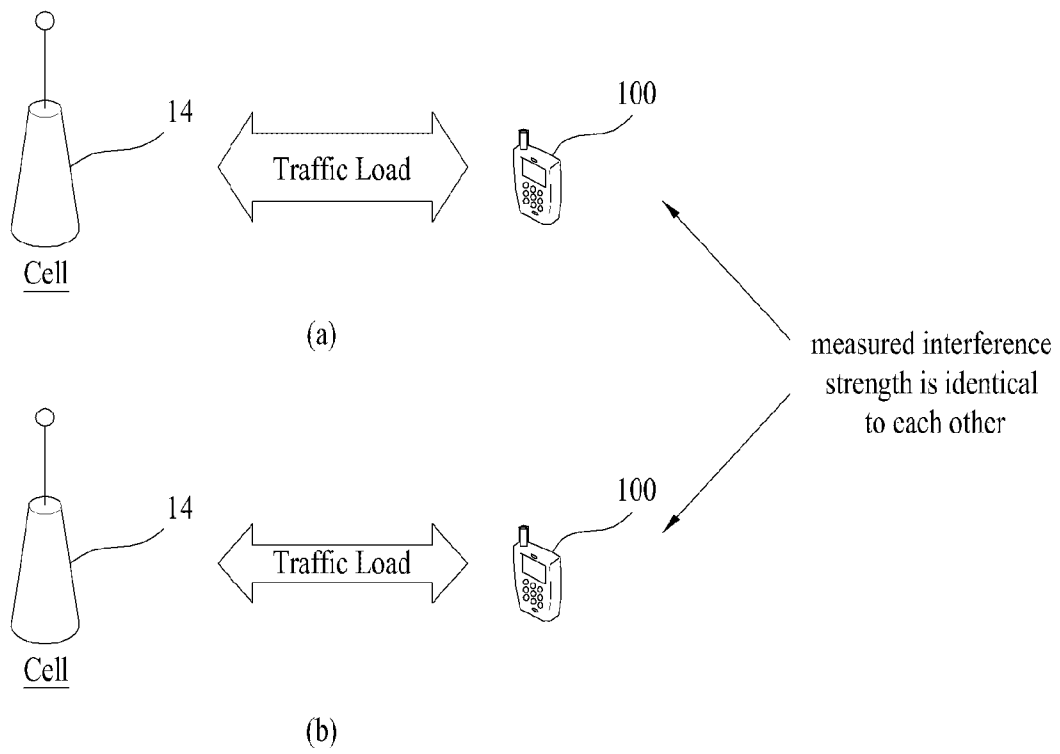 14
100
Traffic Load
Cell
(a)
measured interference
strength is identical
to each other
14
100
Traffic Load
Cell
(b)